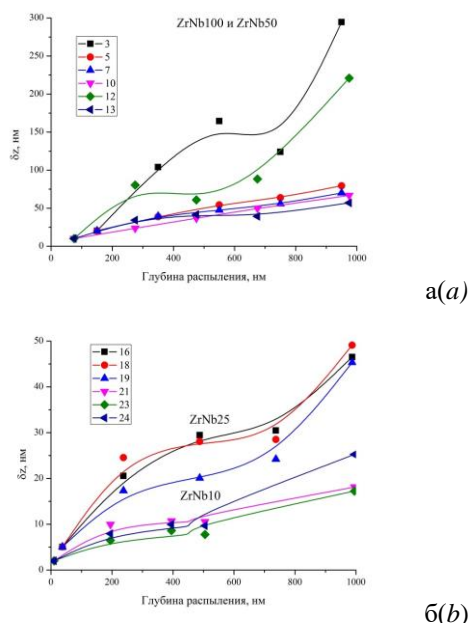 ZrNb100 и ZrNb50
3
5
7
10
12
13
δz, нм
300
250
200
150
100
50
0
0 200 400 600 800 1000
Глубина распыления, нм
а(a)
50
40
30
20
10
0
16
18
19
21
23
24
ZrNb25
ZrNb10
δz, нм
0 200 400 600 800 1000
Глубина распыления, нм
б(b)